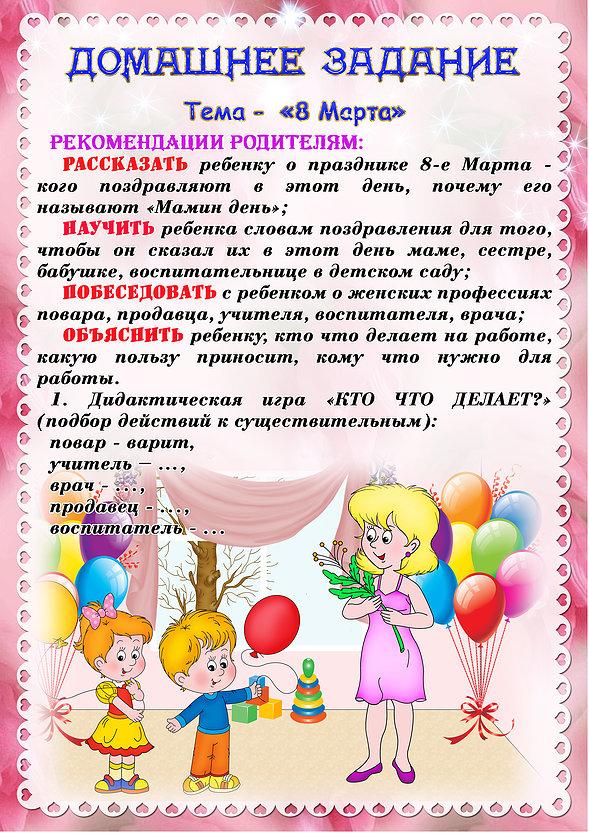 ДОМАШНЕЕ ЗАДАНИЕ
Тема - «8 Марта»
РЕКОМЕНДАЦИИ РОДИТЕЛЯМ:
РАССКАЗАТЬ ребенку о празднике 8-е Марта -
кого поздравляют в этот день, почему его
называют «Мамин день»;
НАУЧИТЬ ребенка словам поздравления для того,
чтобы он сказал их в этот день маме, сестре,
бабушке, воспитательнице в детском саду;
ПОБЕСЕДОВАТЬ с ребенком о женских профессиях
повара, продавца, учителя, воспитателя, врача;
ОБЪЯСНИТЬ ребенку, кто что делает на работе,
какую пользу приносит, кому что нужно для
работы.
1. Дидактическая игра «КТО ЧТО ДЕЛАЕТ?»
(подбор действий к существительным):
повар - варит,
учитель – …,
врач - …,
продавец - …,
воспитатель - …